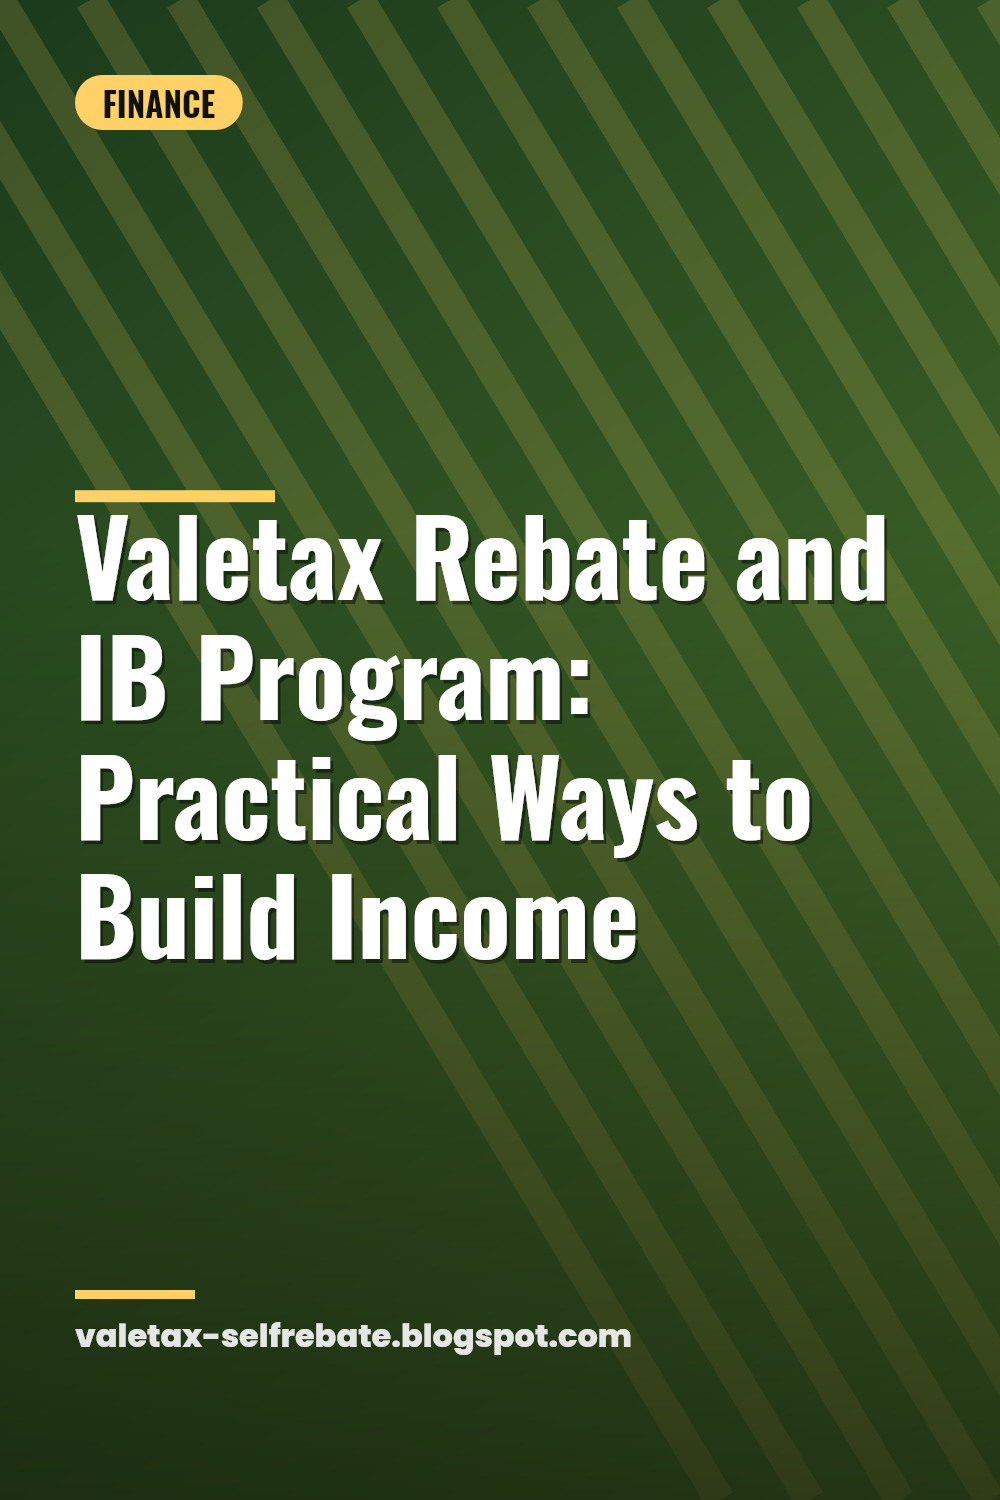 FINANCE
Valetax Rebate and
IB Program:
Practical Ways to
Build Income
valetax-selfrebate.blogspot.com